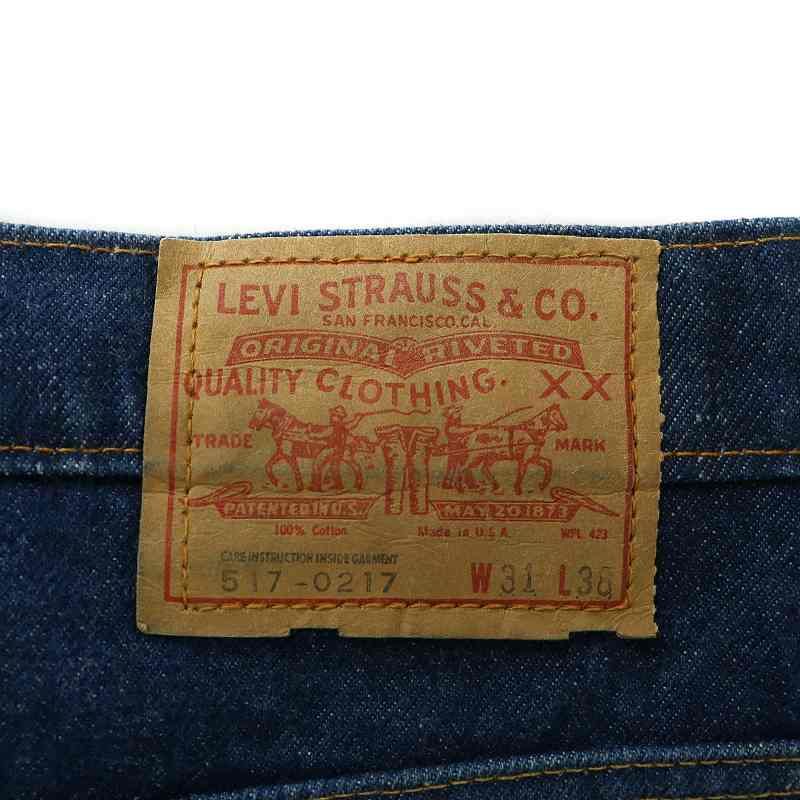 LEVI STRAUSS & CO.
SAN FRANCISCO.CAL
ORIGINAL RIVETED
QUALITY CLOTHING. XX
TRADE MARK
PATENTED IN U.S. MAY 20 1873
100% Cotton Made in U.S.A. WPL 423
CARE INSTRUCTION INSIDE GARMENT
517-0217 W31 L36